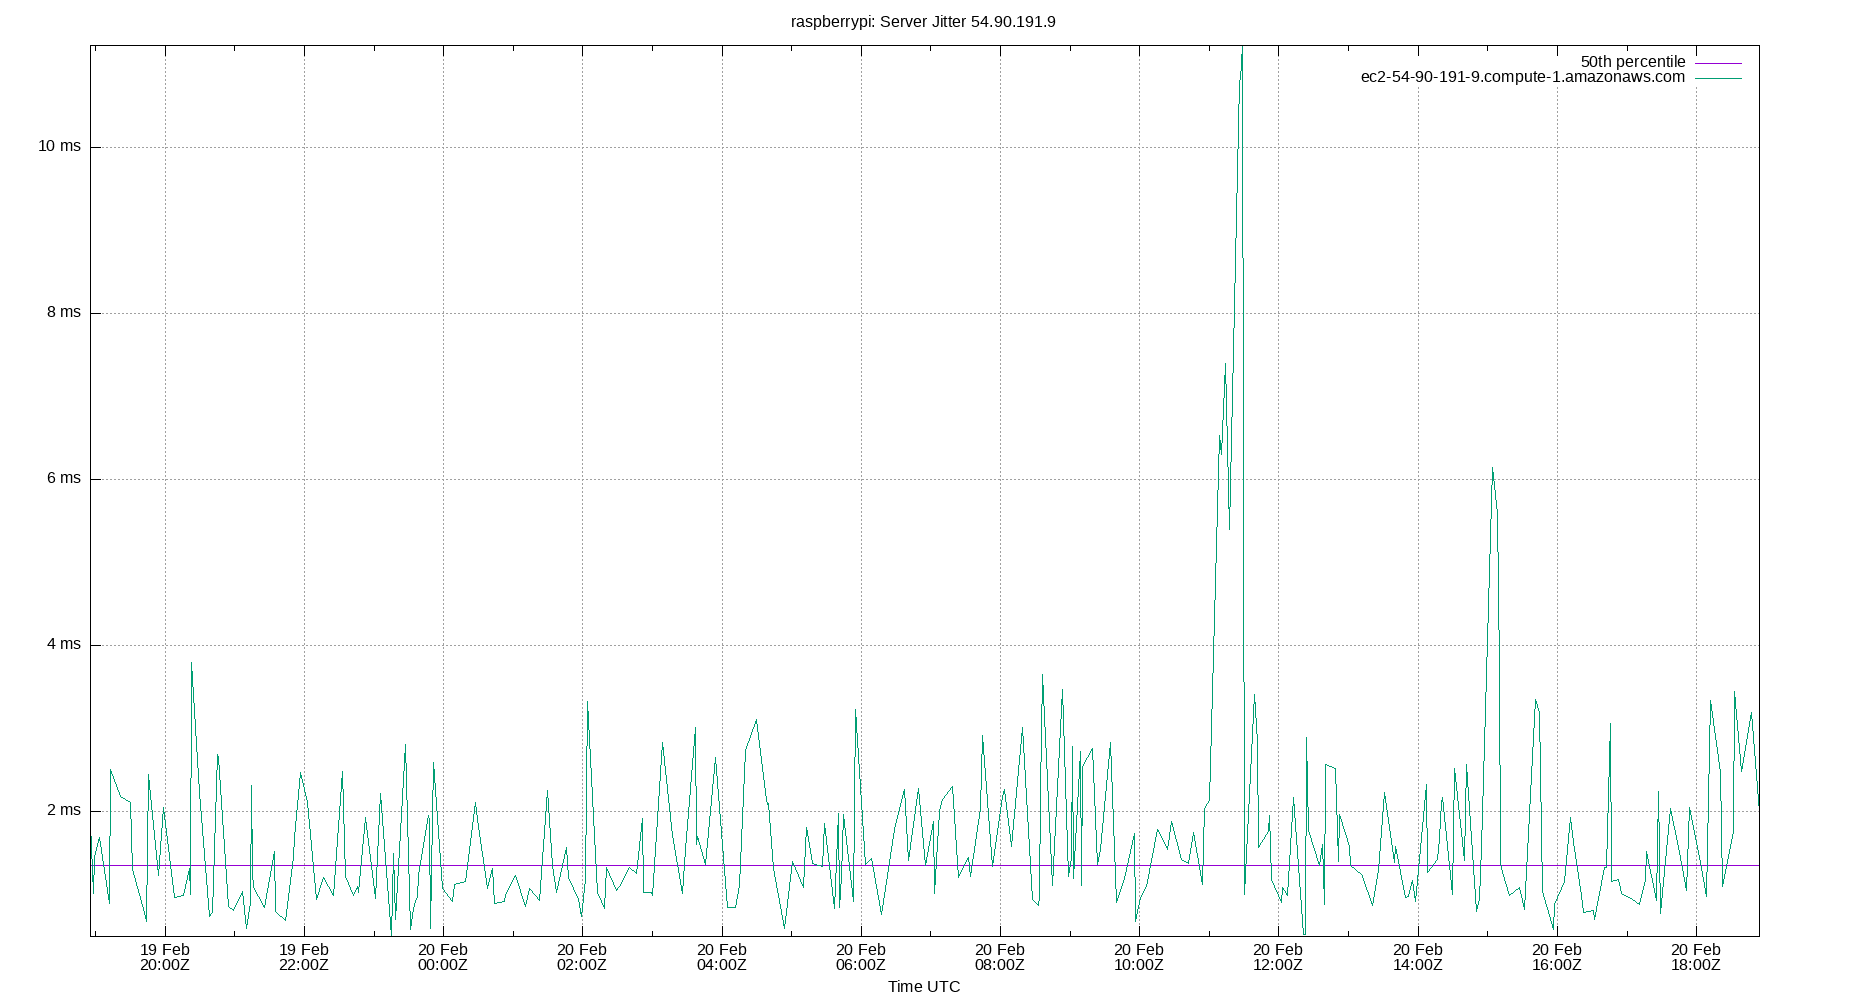 raspberrypi: Server Jitter 54.90.191.9
50th percentile
ec2-54-90-191-9.compute-1.amazonaws.com
10 ms
8 ms
6 ms
4 ms
2 ms
19 Feb 19 Feb 20 Feb 20 Feb 20 Feb 20 Feb 20 Feb 20 Feb 20 Feb 20 Feb 20 Feb 20 Feb
20:00Z 22:00Z 00:00Z 02:00Z 04:00Z 06:00Z 08:00Z 10:00Z 12:00Z 14:00Z 16:00Z 18:00Z
Time UTC